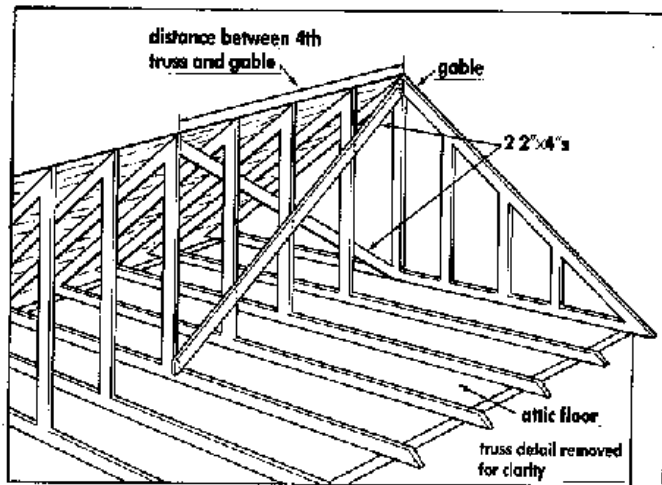 distance between 4th
truss and gable
gable
2 2"x4"s
attic floor
truss detail removed
for clarity